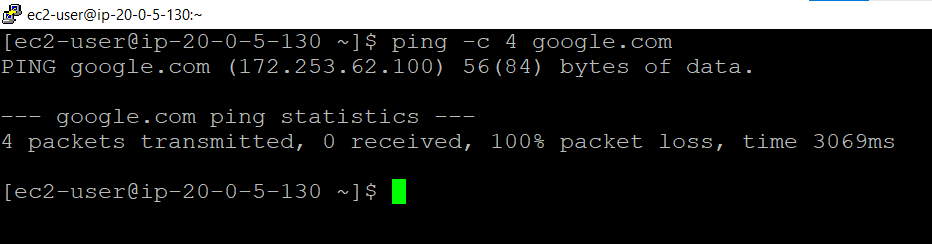 ec2-user@ip-20-0-5-130:~
[ec2-user@ip-20-0-5-130 ~]$ ping -c 4 google.com
PING google.com (172.253.62.100) 56(84) bytes of data.
--- google.com ping statistics ---
4 packets transmitted, 0 received, 100% packet loss, time 3069ms
[ec2-user@ip-20-0-5-130 ~]$